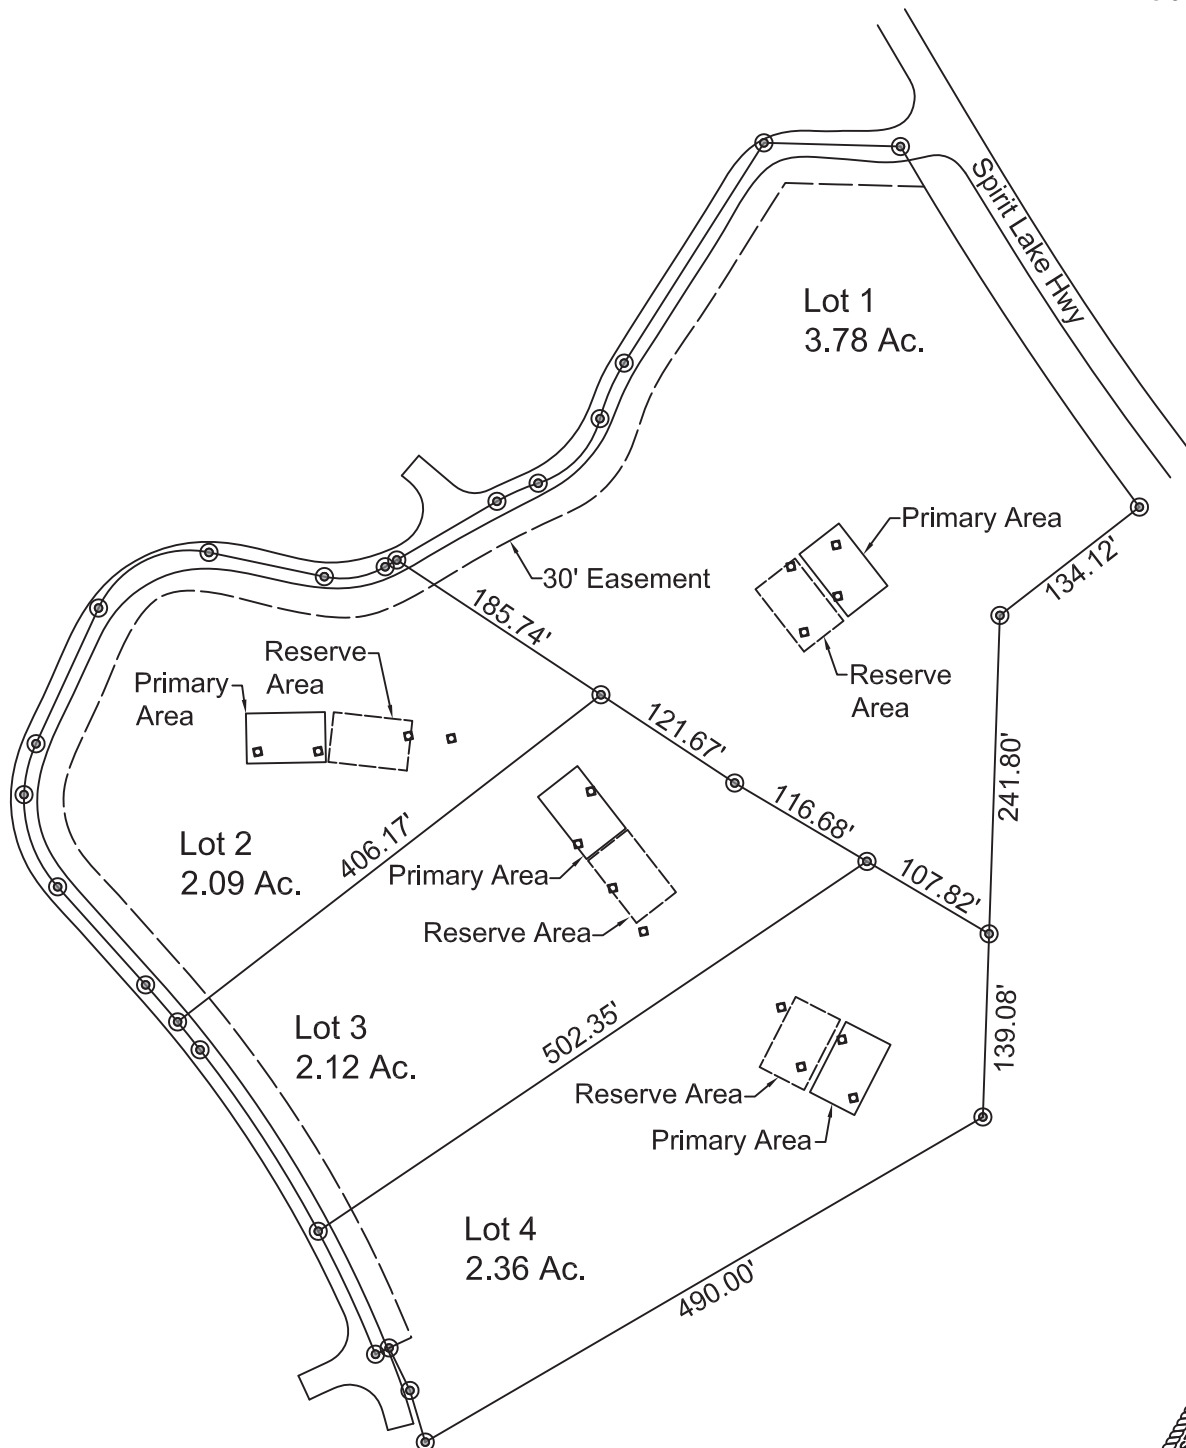 Spirit Lake Hwy
Lot 1
3.78 Ac.
Primary Area
134.12'
30' Easement
185.74'
Reserve
Area
Reserve
Area
Primary
Area
121.67'
241.80'
116.68'
Lot 2
2.09 Ac.
406.17'
Primary Area
107.82'
Reserve Area
Lot 3
2.12 Ac.
502.35'
139.08'
Reserve Area
Primary Area
Lot 4
2.36 Ac.
490.00'